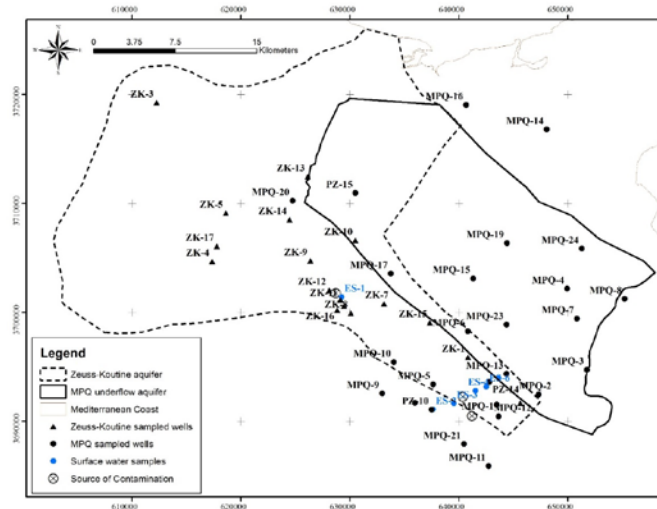 610000 620000 630000 640000 650000
0 3.75 7.5 15
Kilometers
3720000
3710000
3700000
3690000
ZK-3
MPQ-16
MPQ-14
ZK-13
MPQ-20
PZ-15
ZK-5
ZK-14
ZK-10
ZK-17
ZK-4
ZK-9
MPQ-17
MPQ-19
MPQ-24
MPQ-15
MPQ-4
MPQ-8
ZK-12
ES-1
ZK-7
ZK-16
ZK-15
MPQ-6
MPQ-23
MPQ-7
ZK-1
MPQ-10
MPQ-13
MPQ-3
MPQ-5
MPQ-9
PZ-14
MPQ-2
PZ-10
MPQ-21
MPQ-11
Legend
Zeuss-Koutine aquifer
MPQ underflow aquifer
Mediterranean Coast
Zeuss-Koutine sampled wells
MPQ sampled wells
Surface water samples
Source of Contamination
610000 620000 630000 640000 650000